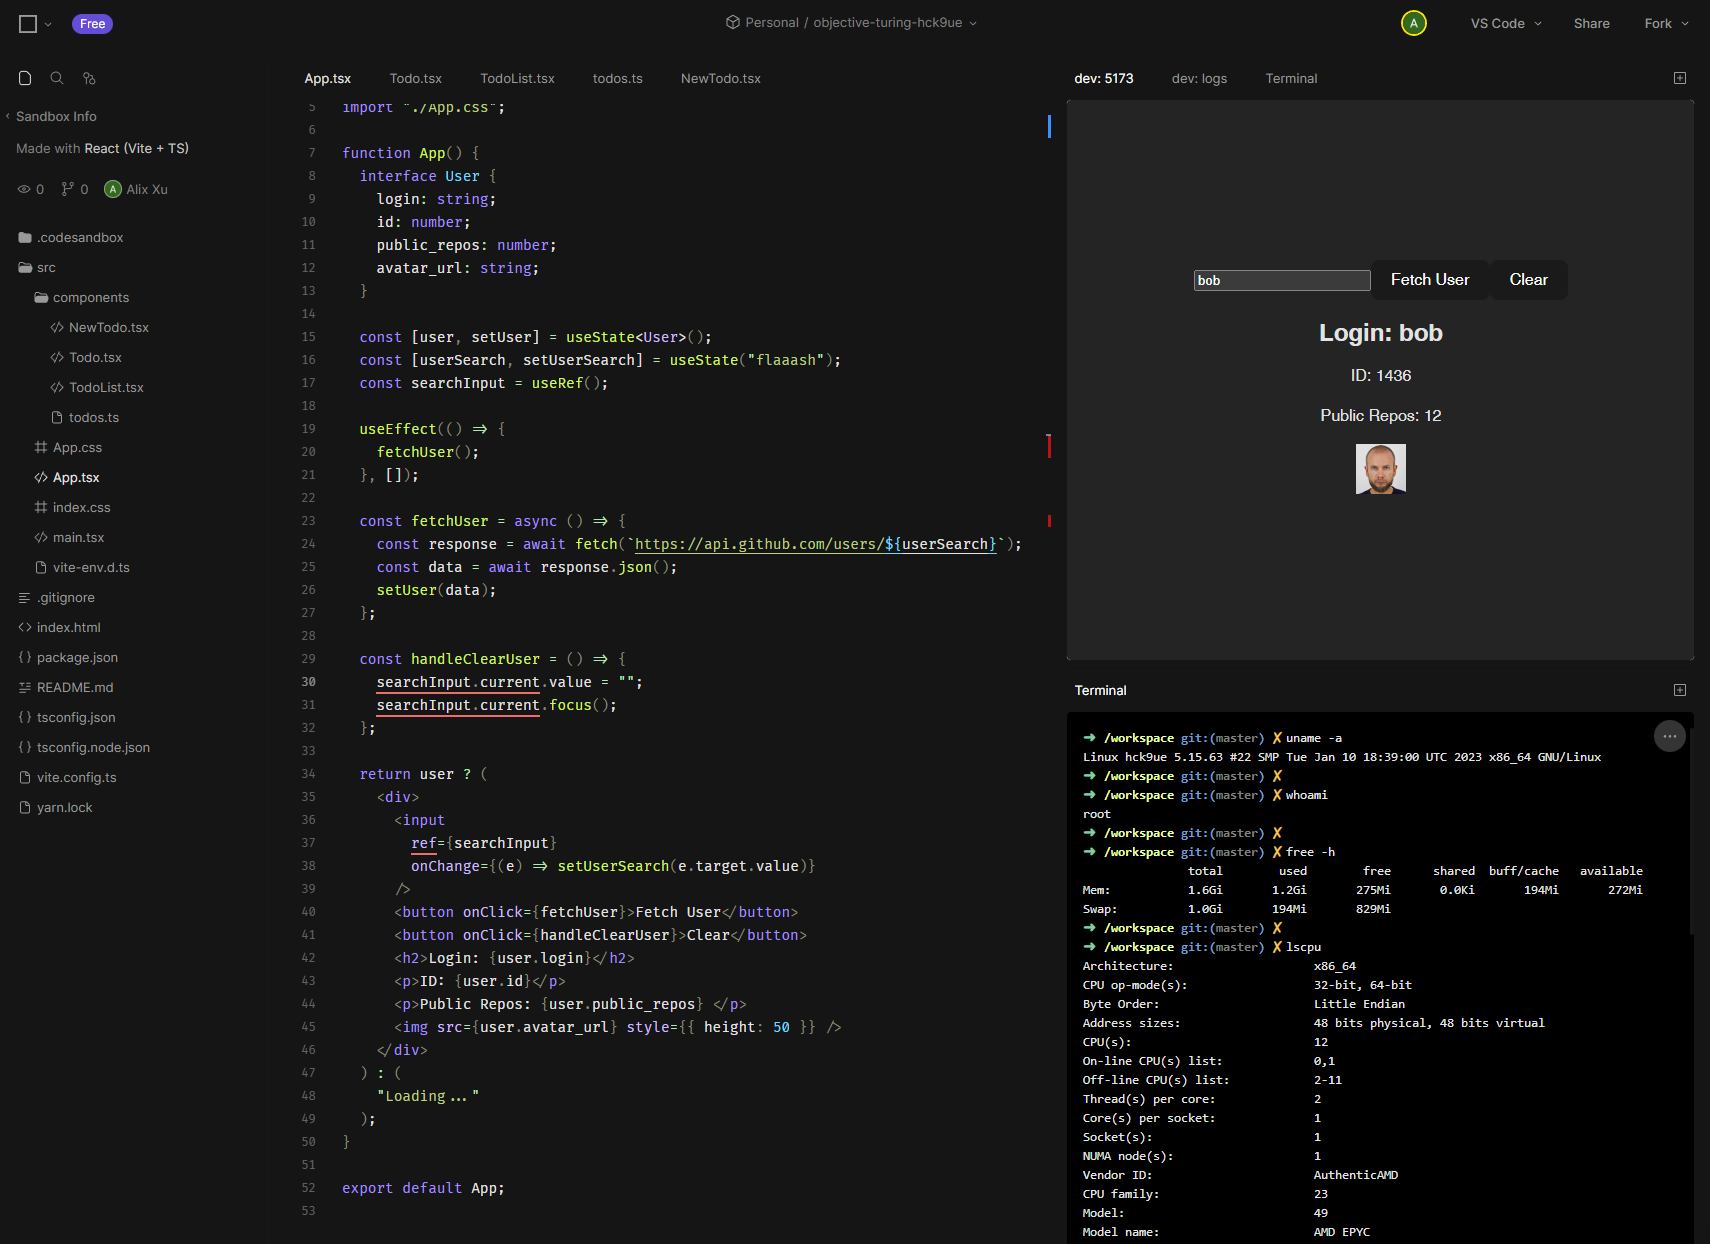 Free
Personal / objective-turing-hck9ue
A
VS Code
Share
Fork
Sandbox Info
Made with React (Vite + TS)
0
0
A
Alix Xu
.codesandbox
src
components
NewTodo.tsx
Todo.tsx
TodoList.tsx
todos.ts
App.css
App.tsx
index.css
main.tsx
vite-env.d.ts
.gitignore
index.html
package.json
README.md
tsconfig.json
tsconfig.node.json
vite.config.ts
yarn.lock
App.tsx
Todo.tsx
TodoList.tsx
todos.ts
NewTodo.tsx
5 import "./App.css";
6
7 function App() {
8 interface User {
9 login: string;
10 id: number;
11 public_repos: number;
12 avatar_url: string;
13 }
14
15 const [user, setUser] = useState<User>();
16 const [userSearch, setUserSearch] = useState("flaaash");
17 const searchInput = useRef();
18
19 useEffect(() => {
20 fetchUser();
21 }, []);
22
23 const fetchUser = async () => {
24 const response = await fetch(`https://api.github.com/users/${userSearch}`);
25 const data = await response.json();
26 setUser(data);
27 };
28
29 const handleClearUser = () => {
30 searchInput.current.value = "";
31 searchInput.current.focus();
32 };
33
34 return user ? (
35 <div>
36 <input
37 ref={searchInput}
38 onChange={(e) => setUserSearch(e.target.value)}
39 />
40 <button onClick={fetchUser}>Fetch User</button>
41 <button onClick={handleClearUser}>Clear</button>
42 <h2>Login: {user.login}</h2>
43 <p>ID: {user.id}</p>
44 <p>Public Repos: {user.public_repos} </p>
45 <img src={user.avatar_url} style={{ height: 50 }} />
46 </div>
47 ) : (
48 "Loading..."
49 );
50 }
51
52 export default App;
53
dev: 5173
dev: logs
Terminal
bob
Fetch User
Clear
Login: bob
ID: 1436
Public Repos: 12
Terminal
➜ /workspace git:(master) ✗ uname -a
Linux hck9ue 5.15.63 #22 SMP Tue Jan 10 18:39:00 UTC 2023 x86_64 GNU/Linux
➜ /workspace git:(master) ✗
➜ /workspace git:(master) ✗ whoami
root
➜ /workspace git:(master) ✗
➜ /workspace git:(master) ✗ free -h
total used free shared buff/cache available
Mem: 1.6Gi 1.2Gi 275Mi 0.0Ki 194Mi 272Mi
Swap: 1.0Gi 194Mi 829Mi
➜ /workspace git:(master) ✗
➜ /workspace git:(master) ✗ lscpu
Architecture: x86_64
CPU op-mode(s): 32-bit, 64-bit
Byte Order: Little Endian
Address sizes: 48 bits physical, 48 bits virtual
CPU(s): 12
On-line CPU(s) list: 0,1
Off-line CPU(s) list: 2-11
Thread(s) per core: 2
Core(s) per socket: 1
Socket(s): 1
NUMA node(s): 1
Vendor ID: AuthenticAMD
CPU family: 23
Model: 49
Model name: AMD EPYC